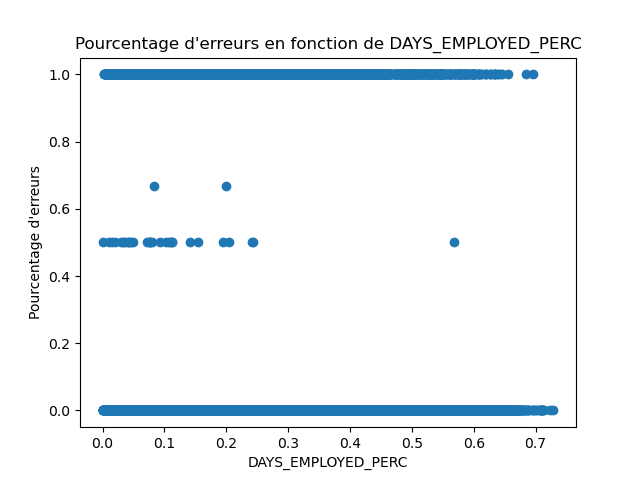 Pourcentage d'erreurs en fonction de DAYS_EMPLOYED_PERC
1.0
0.8
0.6
0.4
0.2
0.0
Pourcentage d'erreurs
0.0 0.1 0.2 0.3 0.4 0.5 0.6 0.7
DAYS_EMPLOYED_PERC